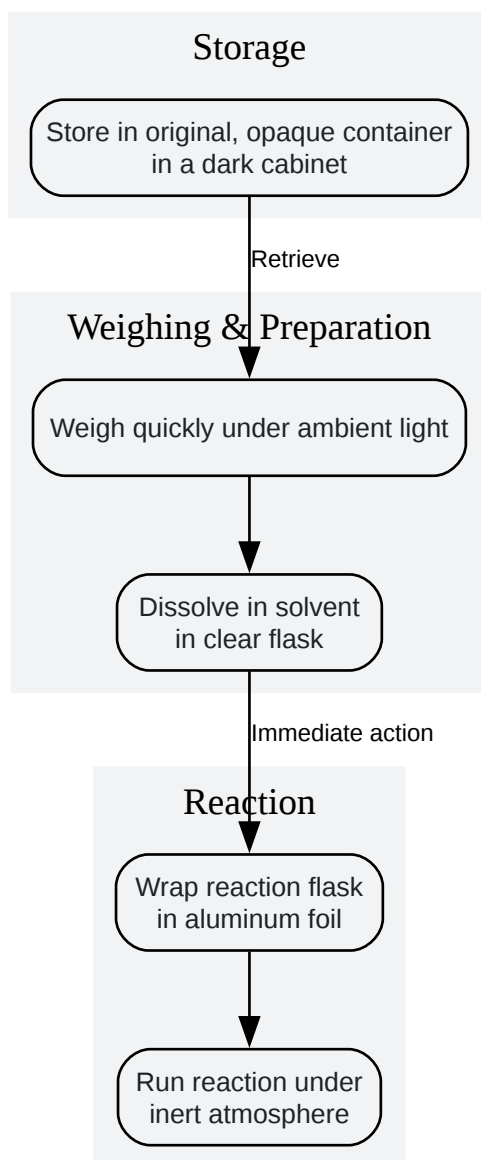 Storage
Store in original, opaque container
in a dark cabinet
Retrieve
Weighing & Preparation
Weigh quickly under ambient light
Dissolve in solvent
in clear flask
Immediate action
Reaction
Wrap reaction flask
in aluminum foil
Run reaction under
inert atmosphere